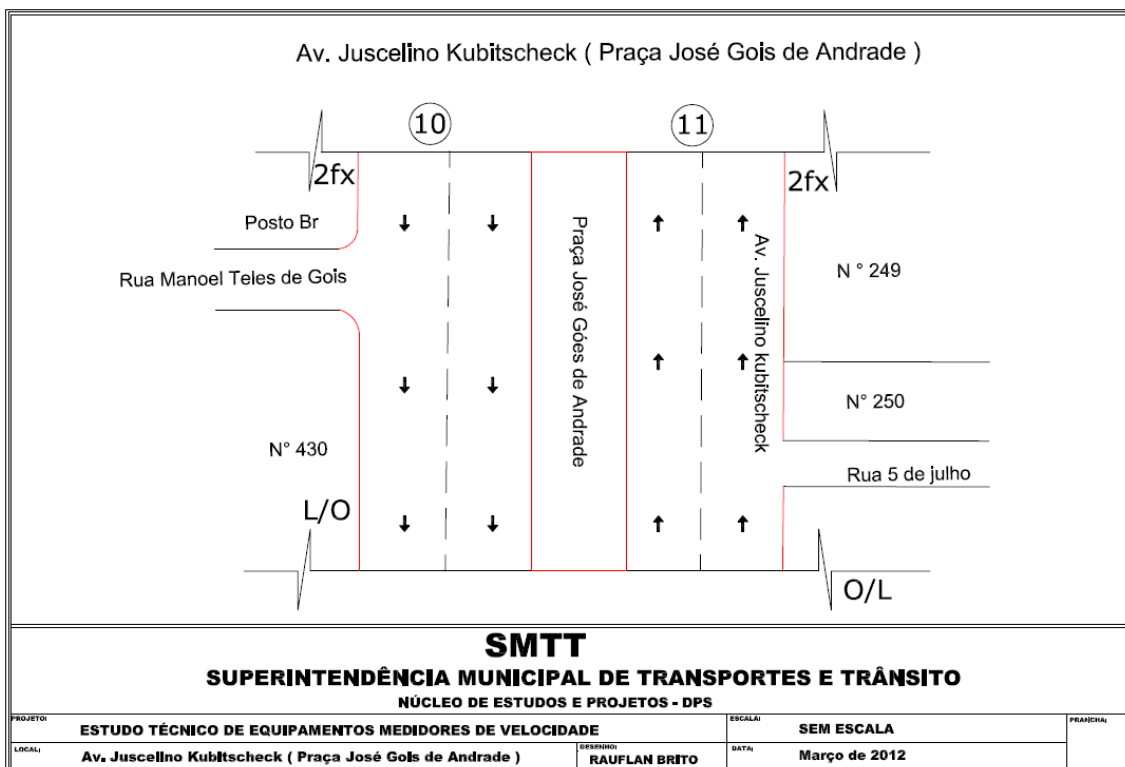 Av. Juscelino Kubitscheck ( Praça José Gois de Andrade )
10
11
2fx
2fx
Posto Br
Rua Manoel Teles de Gois
Praça José Góes de Andrade
Av. Juscelino kubitscheck
N ° 249
N° 250
N° 430
Rua 5 de julho
L/O
O/L
SMTT
SUPERINTENDÊNCIA MUNICIPAL DE TRANSPORTES E TRÂNSITO
NÚCLEO DE ESTUDOS E PROJETOS - DPS
PROJETO:
ESTUDO TÉCNICO DE EQUIPAMENTOS MEDIDORES DE VELOCIDADE
ESCALA:
SEM ESCALA
PRANCHA:
LOCAL:
Av. Juscelino Kubitscheck ( Praça José Gois de Andrade )
DESENHO:
RAUFLAN BRITO
DATA:
Março de 2012